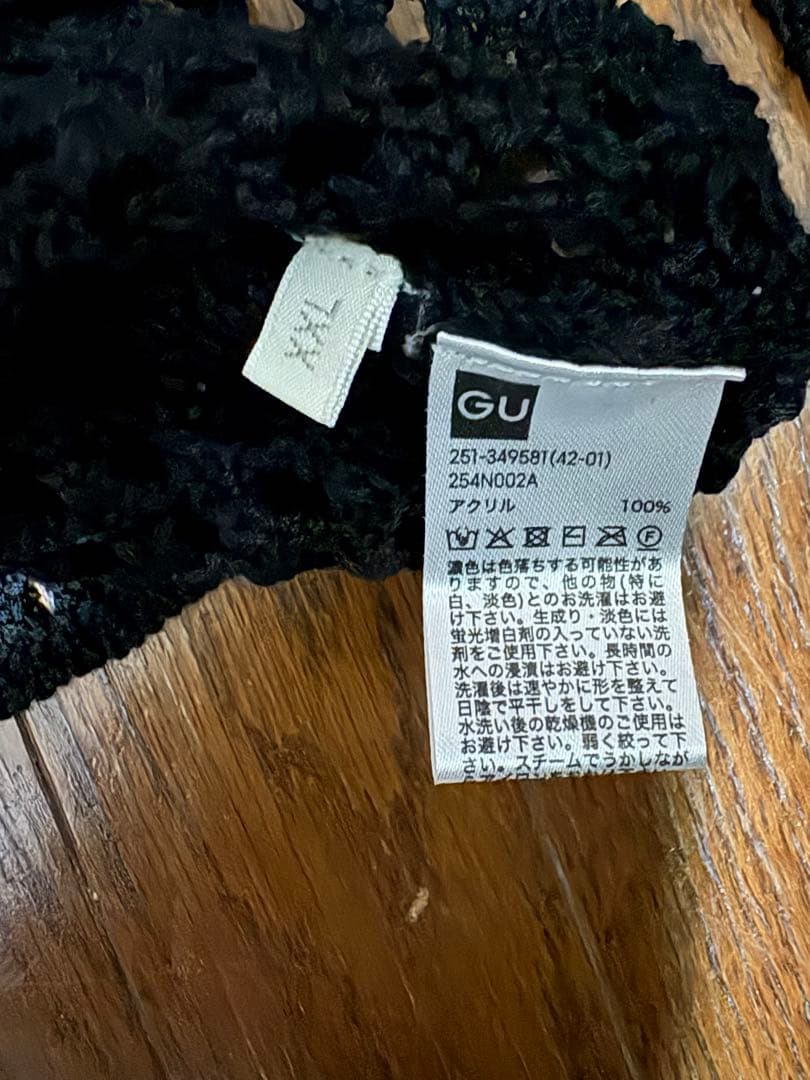 XXL
GU
251-349581(42-01)
254N002A
アクリル 100%
濃色は色落ちする可能性があ
りますので、他の物(特に
白、淡色)とのお洗濯はお避
け下さい。生成り・淡色には
蛍光増白剤の入っていない洗
剤をご使用下さい。長時間の
水への浸漬はお避け下さい。
洗濯後は速やかに形を整えて
日陰で平干しをして下さい。
水洗い後の乾燥機のご使用は
お避け下さい。弱く絞って下
さい。スチームでうかしなが